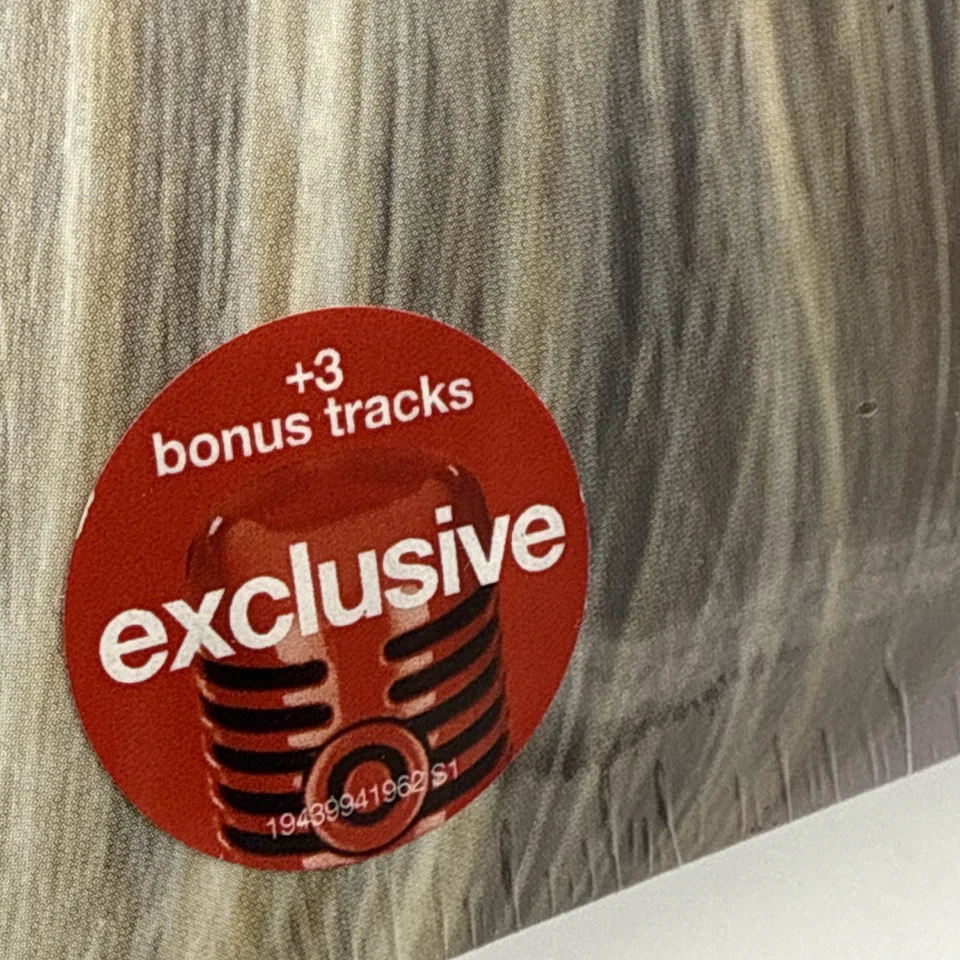 +3
bonus tracks
exclusive
19439941962 S1